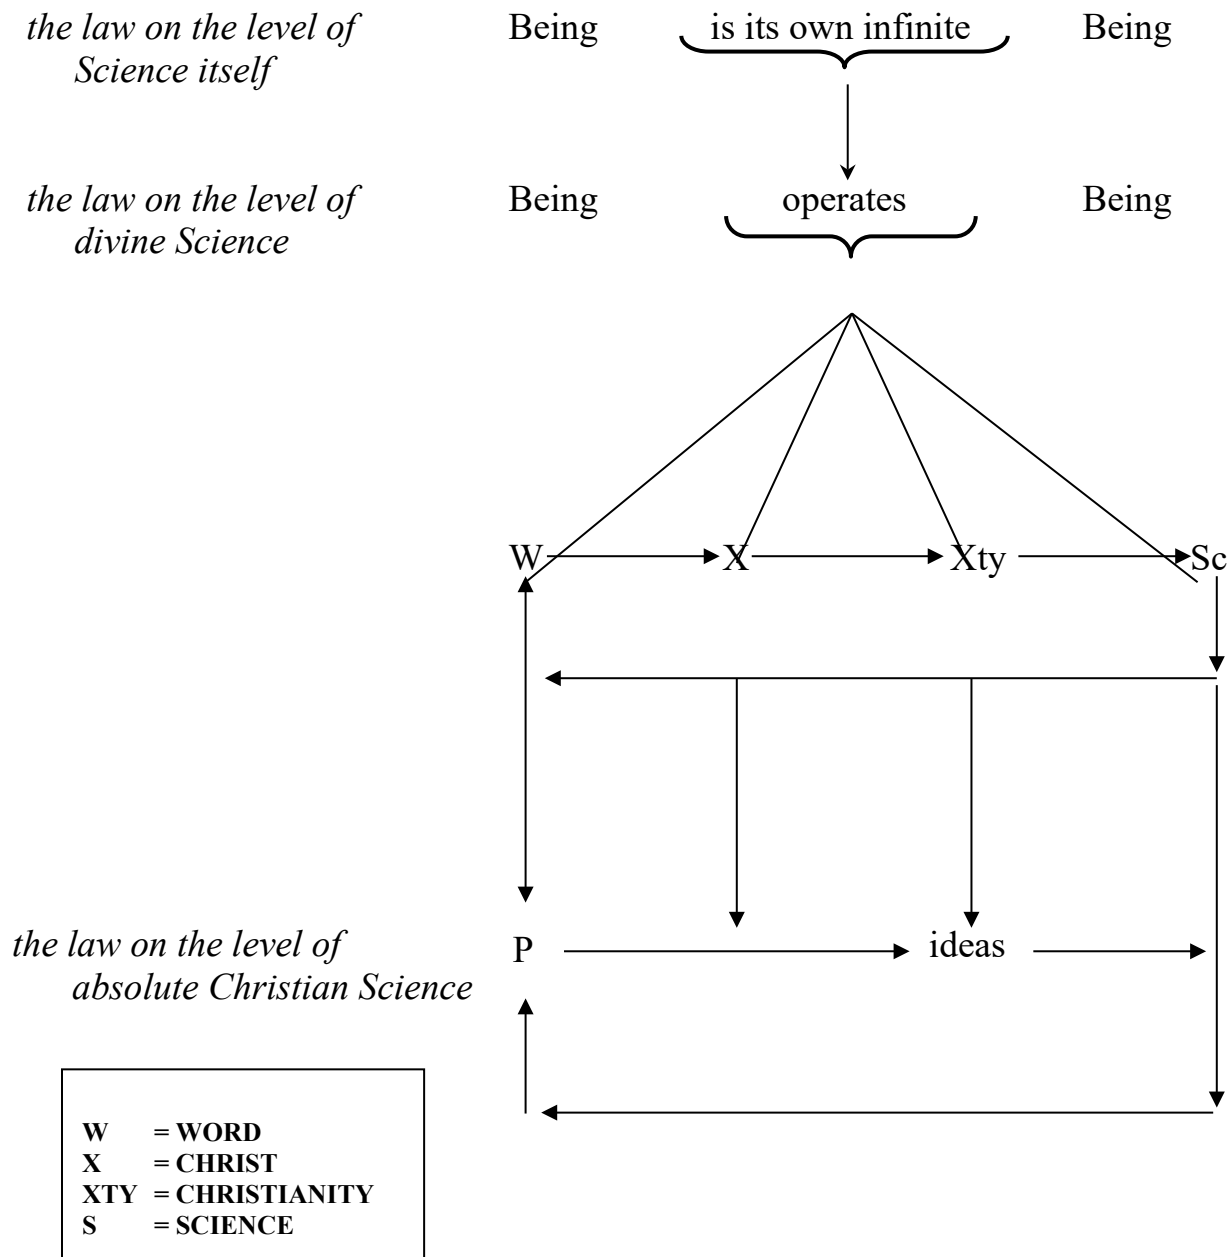 the law on the level of Being is its own infinite Being
Science itself
the law on the level of Being operates Being
divine Science
W X Xty Sc
the law on the level of P ideas
absolute Christian Science
W = WORD
X = CHRIST
XTY = CHRISTIANITY
S = SCIENCE